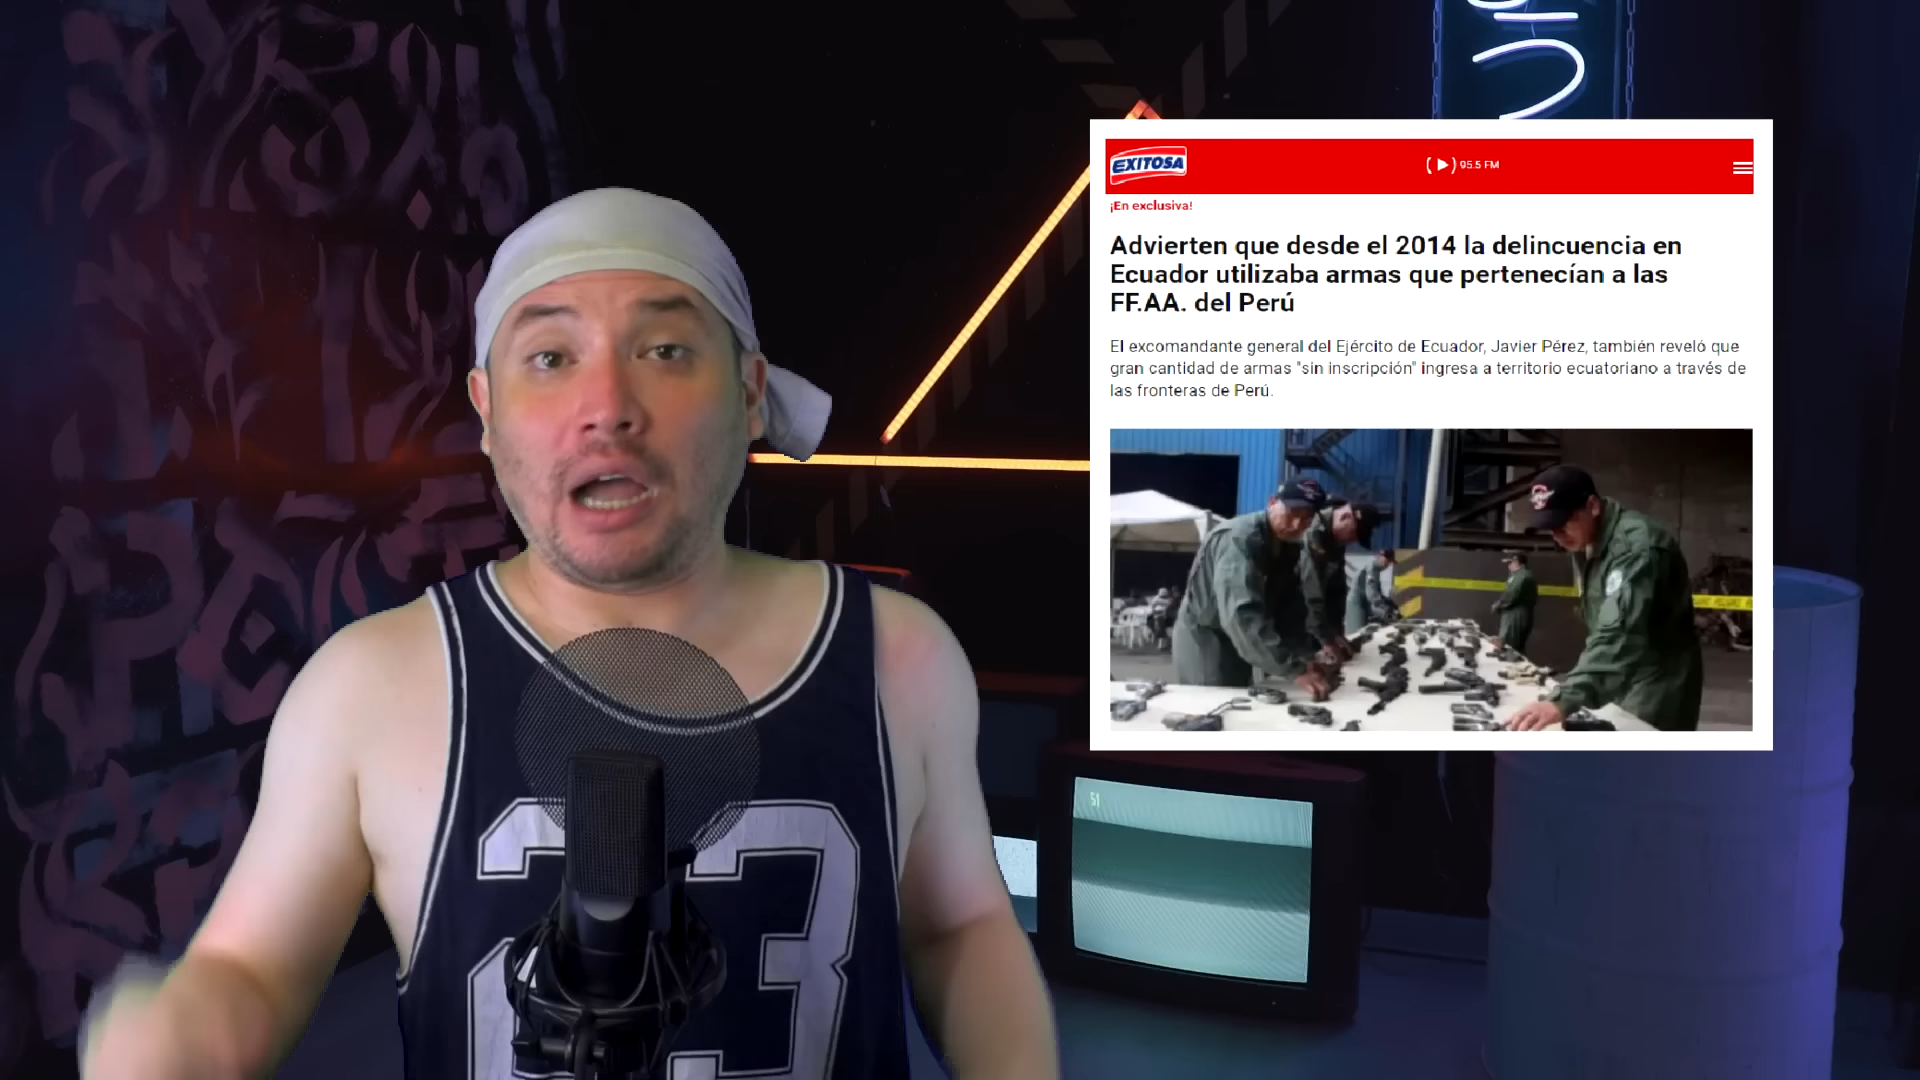 EXITOSA
95.5 FM
¡En exclusiva!
Advierten que desde el 2014 la delincuencia en
Ecuador utilizaba armas que pertenecían a las
FF.AA. del Perú
El excomandante general del Ejército de Ecuador, Javier Pérez, también reveló que
gran cantidad de armas "sin inscripción" ingresa a territorio ecuatoriano a través de
las fronteras de Perú.
51
23